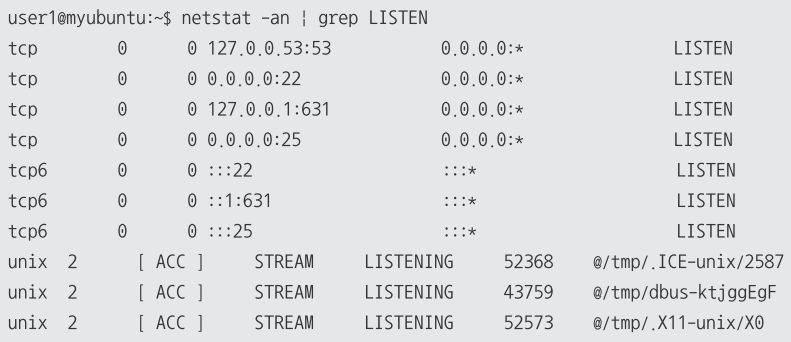 user1@myubuntu:~$ netstat -an ¦ grep LISTEN
tcp 0 0 127.0.0.53:53 0.0.0.0:* LISTEN
tcp 0 0 0.0.0.0:22 0.0.0.0:* LISTEN
tcp 0 0 127.0.0.1:631 0.0.0.0:* LISTEN
tcp 0 0 0.0.0.0:25 0.0.0.0:* LISTEN
tcp6 0 0 :::22 :::* LISTEN
tcp6 0 0 ::1:631 :::* LISTEN
tcp6 0 0 :::25 :::* LISTEN
unix 2 [ ACC ] STREAM LISTENING 52368 @/tmp/.ICE-unix/2587
unix 2 [ ACC ] STREAM LISTENING 43759 @/tmp/dbus-ktjggEgF
unix 2 [ ACC ] STREAM LISTENING 52573 @/tmp/.X11-unix/X0